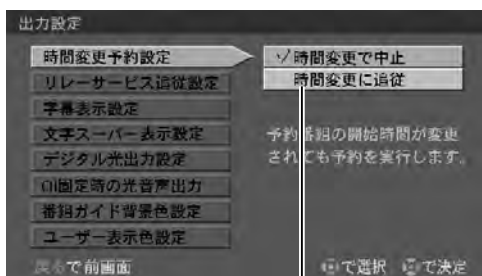 出力設定
時間変更予約設定
リレーサービス追従設定
字幕表示設定
文字スーパー表示設定
デジタル光出力設定
固定時の光音声出力
番組ガイド背景色設定
ユーザー表示色設定
✓時間変更で中止
時間変更に追従
予約番組の開始時間が変更
されても予約を実行します。
戻るで前画面
で選択 で決定